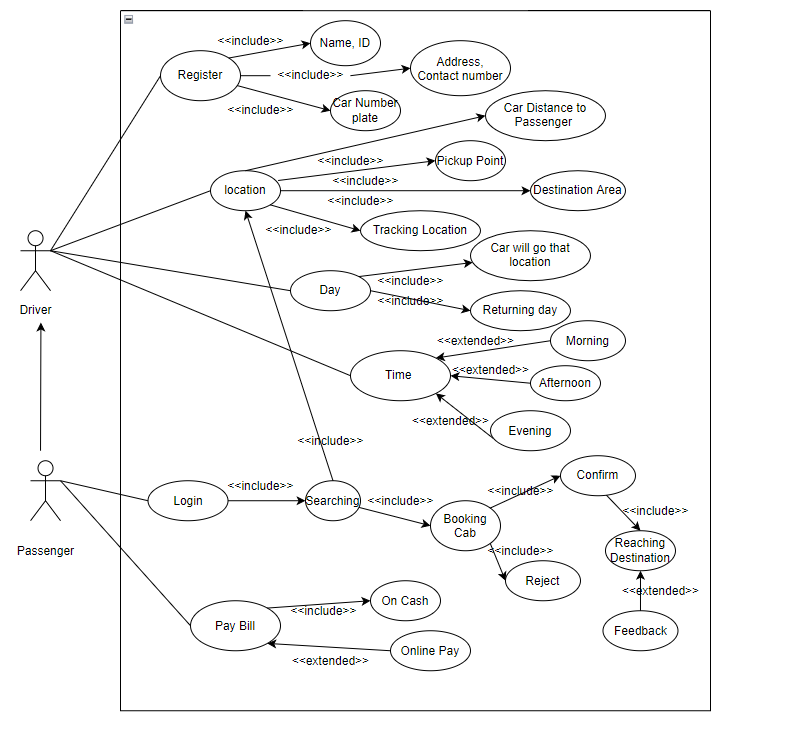 <<include>>
Name, ID
Register
<<include>>
Address,
Contact number
<<include>>
Car Number
plate
Car Distance to
Passenger
<<include>>
Pickup Point
<<include>>
location
Destination Area
<<include>>
<<include>>
Tracking Location
Car will go that
location
Day
<<include>>
<<include>>
Returning day
Driver
<<extended>>
Morning
Time
<<extended>>
Afternoon
<<extended>>
Evening
<<include>>
Confirm
<<include>>
<<include>>
Login
Searching
<<include>>
<<include>>
Booking
Cab
Passenger
<<include>>
Reaching
Destination
Reject
<<extended>>
On Cash
<<include>>
Pay Bill
Feedback
Online Pay
<<extended>>